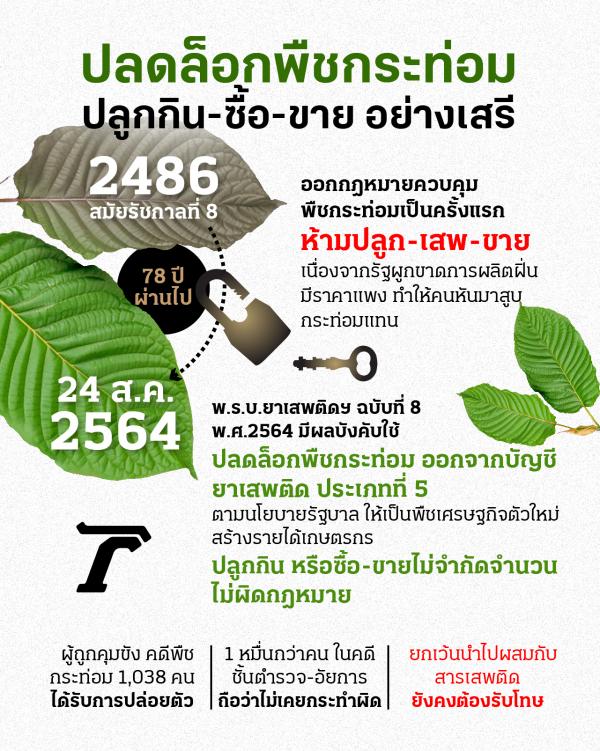 ปลดล็อกพืชกระท่อม
ปลูกกิน-ซื้อ-ขาย อย่างเสรี
2486
สมัยรัชกาลที่ 8
ออกกฎหมายควบคุม
พืชกระท่อมเป็นครั้งแรก
ห้ามปลูก-เสพ-ขาย
เนื่องจากรัฐผูกขาดการผลิตฝิ่น
มีราคาแพง ทำให้คนหันมาสูบ
กระท่อมแทน
78 ปี
ผ่านไป
24 ส.ค.
2564
พ.ร.บ.ยาเสพติดฯ ฉบับที่ 8
พ.ศ.2564 มีผลบังคับใช้
ปลดล็อกพืชกระท่อม ออกจากบัญชี
ยาเสพติด ประเภทที่ 5
ตามนโยบายรัฐบาล ให้เป็นพืชเศรษฐกิจตัวใหม่
สร้างรายได้เกษตรกร
ปลูกกิน หรือซื้อ-ขายไม่จำกัดจำนวน
ไม่ผิดกฎหมาย
ผู้ถูกคุมขัง คดีพืช
กระท่อม 1,038 คน
ได้รับการปล่อยตัว
1 หมื่นกว่าคน ในคดี
ชั้นตำรวจ-อัยการ
ถือว่าไม่เคยกระทำผิด
ยกเว้นนำไปผสมกับ
สารเสพติด
ยังคงต้องรับโทษ